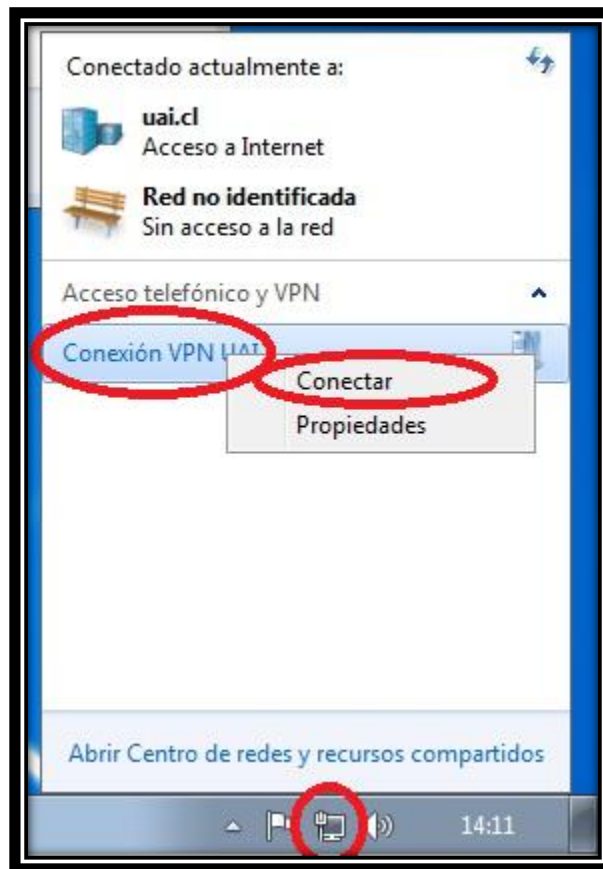 Conectado actualmente a:
uai.cl
Acceso a Internet
Red no identificada
Sin acceso a la red
Acceso telefónico y VPN
Conexión VPN UAI
Conectar
Propiedades
Abrir Centro de redes y recursos compartidos
14:11